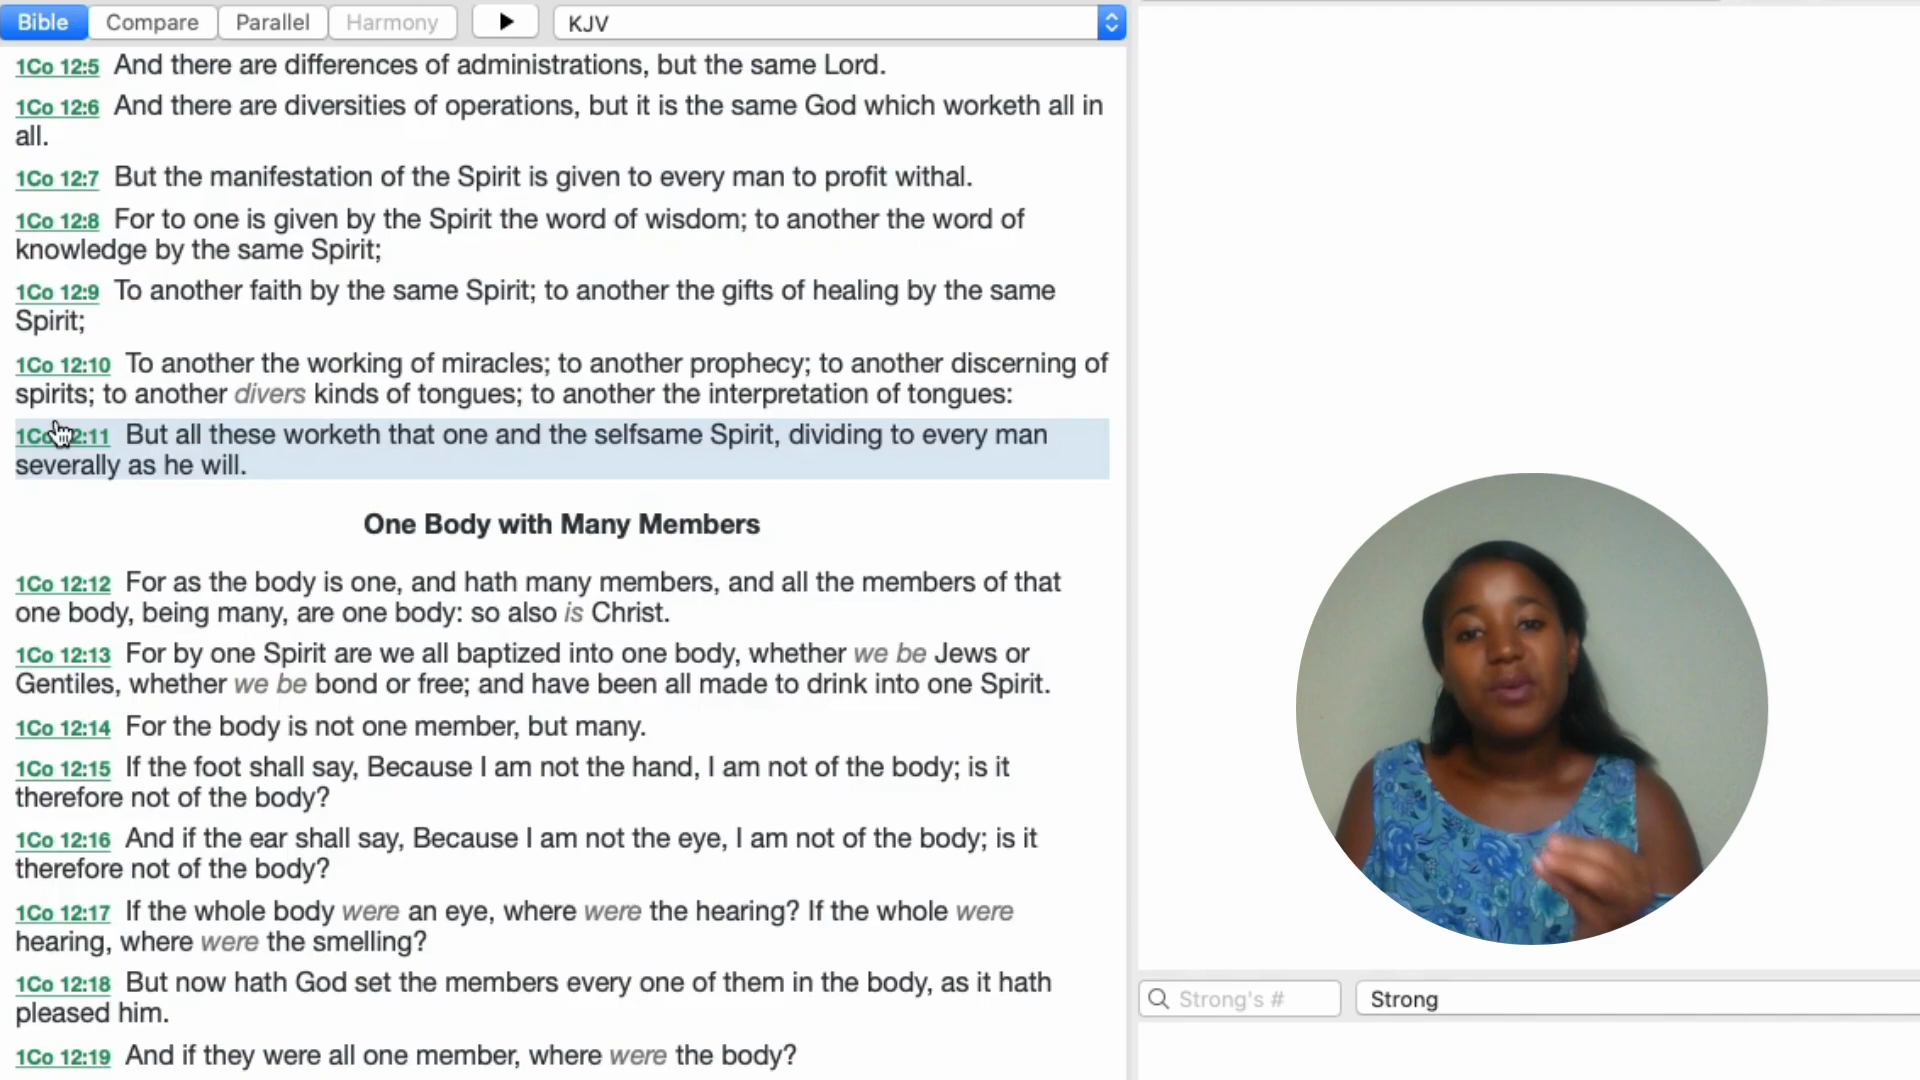 Bible Compare Parallel Harmony KJV
1Co 12:5 And there are differences of administrations, but the same Lord.
1Co 12:6 And there are diversities of operations, but it is the same God which worketh all in
all.
1Co 12:7 But the manifestation of the Spirit is given to every man to profit withal.
1Co 12:8 For to one is given by the Spirit the word of wisdom; to another the word of
knowledge by the same Spirit;
1Co 12:9 To another faith by the same Spirit; to another the gifts of healing by the same
Spirit;
1Co 12:10 To another the working of miracles; to another prophecy; to another discerning of
spirits; to another divers kinds of tongues; to another the interpretation of tongues:
1Co 12:11 But all these worketh that one and the selfsame Spirit, dividing to every man
severally as he will.
One Body with Many Members
1Co 12:12 For as the body is one, and hath many members, and all the members of that
one body, being many, are one body: so also is Christ.
1Co 12:13 For by one Spirit are we all baptized into one body, whether we be Jews or
Gentiles, whether we be bond or free; and have been all made to drink into one Spirit.
1Co 12:14 For the body is not one member, but many.
1Co 12:15 If the foot shall say, Because I am not the hand, I am not of the body; is it
therefore not of the body?
1Co 12:16 And if the ear shall say, Because I am not the eye, I am not of the body; is it
therefore not of the body?
1Co 12:17 If the whole body were an eye, where were the hearing? If the whole were
hearing, where were the smelling?
1Co 12:18 But now hath God set the members every one of them in the body, as it hath
pleased him.
1Co 12:19 And if they were all one member, where were the body?
Strong's # Strong